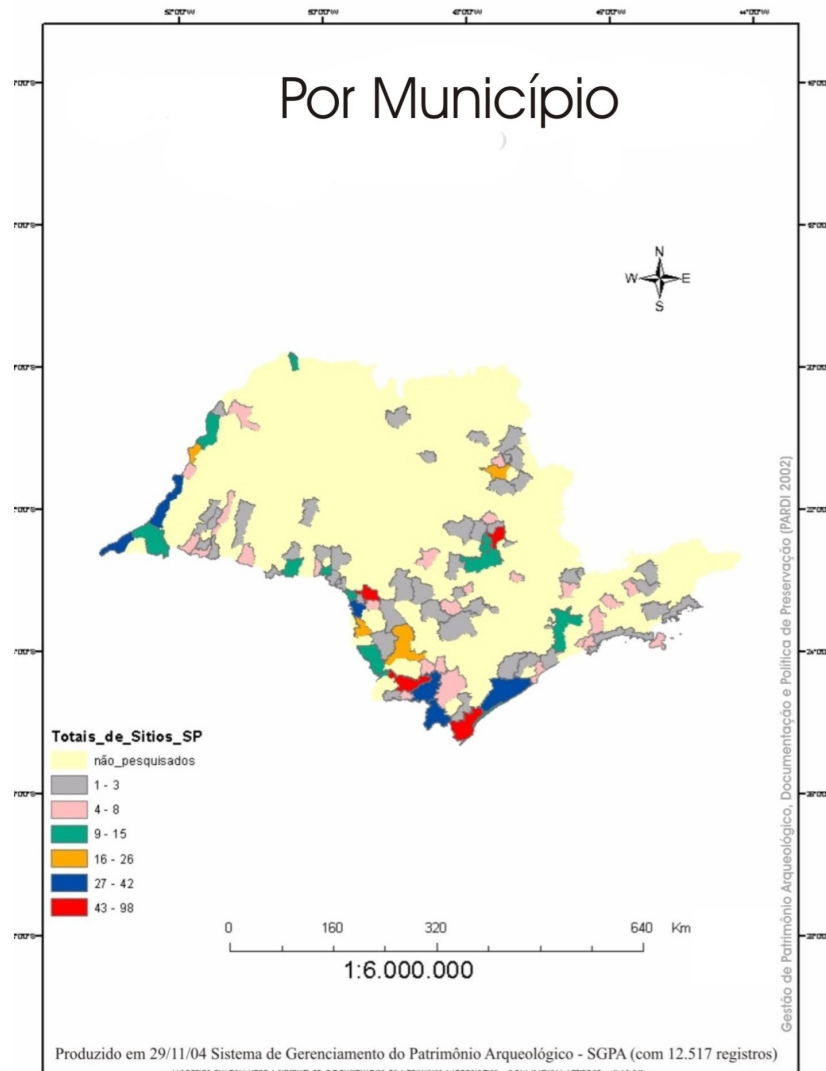 Por Município
N
W E
S
Totais_de_Sitios_SP
não_pesquisados
1 - 3
4 - 8
9 - 15
16 - 26
27 - 42
43 - 98
0 160 320 640 Km
1:6.000.000
Gestão de Patrimônio Arqueológico, Documentação e Política de Preservação (PARDI 2002)
Produzido em 29/11/04 Sistema de Gerenciamento do Patrimônio Arqueológico - SGPA (com 12.517 registros)